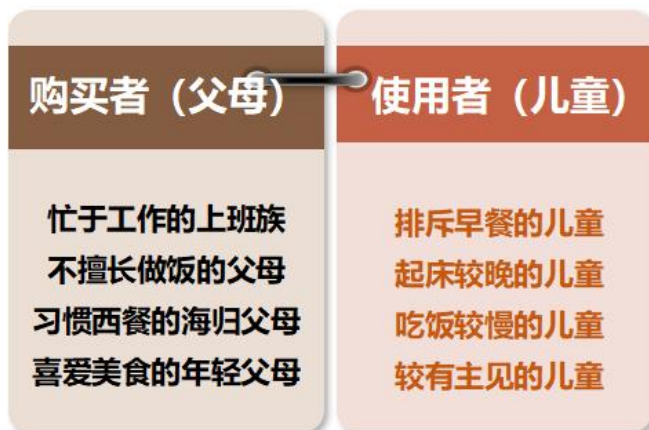 购买者（父母）
忙于工作的上班族
不擅长做饭的父母
习惯西餐的海归父母
喜爱美食的年轻父母
使用者（儿童）
排斥早餐的儿童
起床较晚的儿童
吃饭较慢的儿童
较有主见的儿童